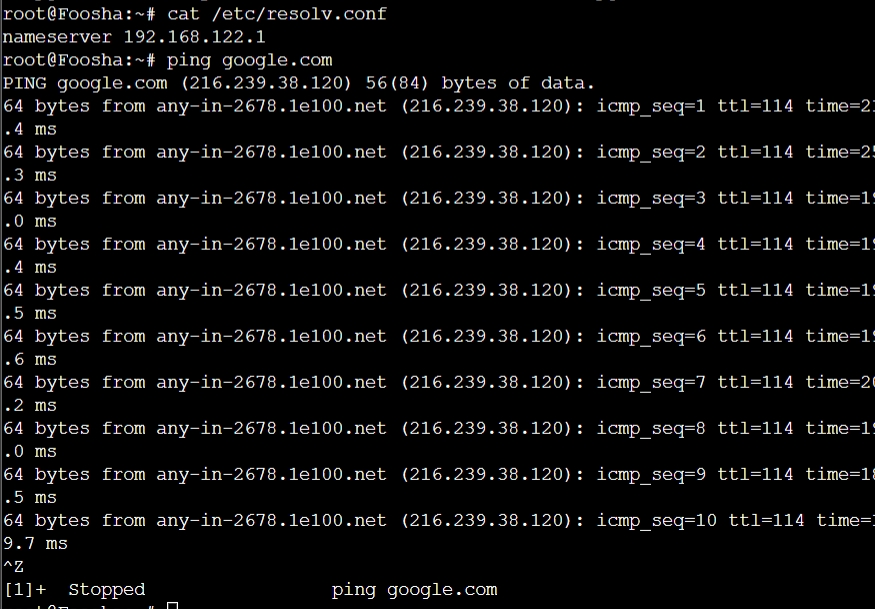 root@Foosha:~# cat /etc/resolv.conf
nameserver 192.168.122.1
root@Foosha:~# ping google.com
PING google.com (216.239.38.120) 56(84) bytes of data.
64 bytes from any-in-2678.1e100.net (216.239.38.120): icmp_seq=1 ttl=114 time=21
.4 ms
64 bytes from any-in-2678.1e100.net (216.239.38.120): icmp_seq=2 ttl=114 time=25
.3 ms
64 bytes from any-in-2678.1e100.net (216.239.38.120): icmp_seq=3 ttl=114 time=19
.0 ms
64 bytes from any-in-2678.1e100.net (216.239.38.120): icmp_seq=4 ttl=114 time=19
.4 ms
64 bytes from any-in-2678.1e100.net (216.239.38.120): icmp_seq=5 ttl=114 time=19
.5 ms
64 bytes from any-in-2678.1e100.net (216.239.38.120): icmp_seq=6 ttl=114 time=19
.6 ms
64 bytes from any-in-2678.1e100.net (216.239.38.120): icmp_seq=7 ttl=114 time=20
.2 ms
64 bytes from any-in-2678.1e100.net (216.239.38.120): icmp_seq=8 ttl=114 time=19
.0 ms
64 bytes from any-in-2678.1e100.net (216.239.38.120): icmp_seq=9 ttl=114 time=18
.5 ms
64 bytes from any-in-2678.1e100.net (216.239.38.120): icmp_seq=10 ttl=114 time=1
9.7 ms
^Z
[1]+  Stopped                 ping google.com
root@Foosha:~#